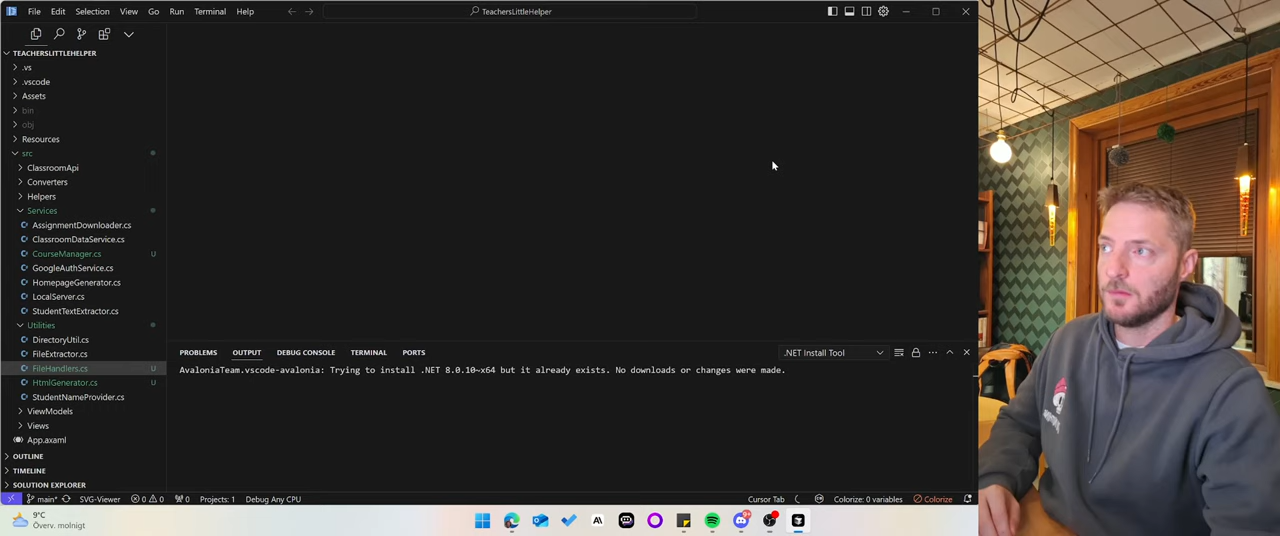 File Edit Selection View Go Run Terminal Help
TeachersLittleHelper
TEACHERSLITTLEHELPER
.vs
.vscode
Assets
bin
obj
Resources
src
ClassroomApi
Converters
Helpers
Services
AssignmentDownloader.cs
ClassroomDataService.cs
CourseManager.cs U
GoogleAuthService.cs
HomepageGenerator.cs
LocalServer.cs
StudentTextExtractor.cs
Utilities
DirectoryUtil.cs
FileExtractor.cs
FileHandlers.cs U
HtmlGenerator.cs U
StudentNameProvider.cs
ViewModels
Views
App.axaml
OUTLINE
TIMELINE
SOLUTION EXPLORER
PROBLEMS OUTPUT DEBUG CONSOLE TERMINAL PORTS
.NET Install Tool
AvaloniaTeam.vscode-avalonia: Trying to install .NET 8.0.10~x64 but it already exists. No downloads or changes were made.
main* SVG-Viewer 0 0 0 Projects: 1 Debug Any CPU
Cursor Tab Colorize: 0 variables Colorize
9°C
Överv. molnigt
9+